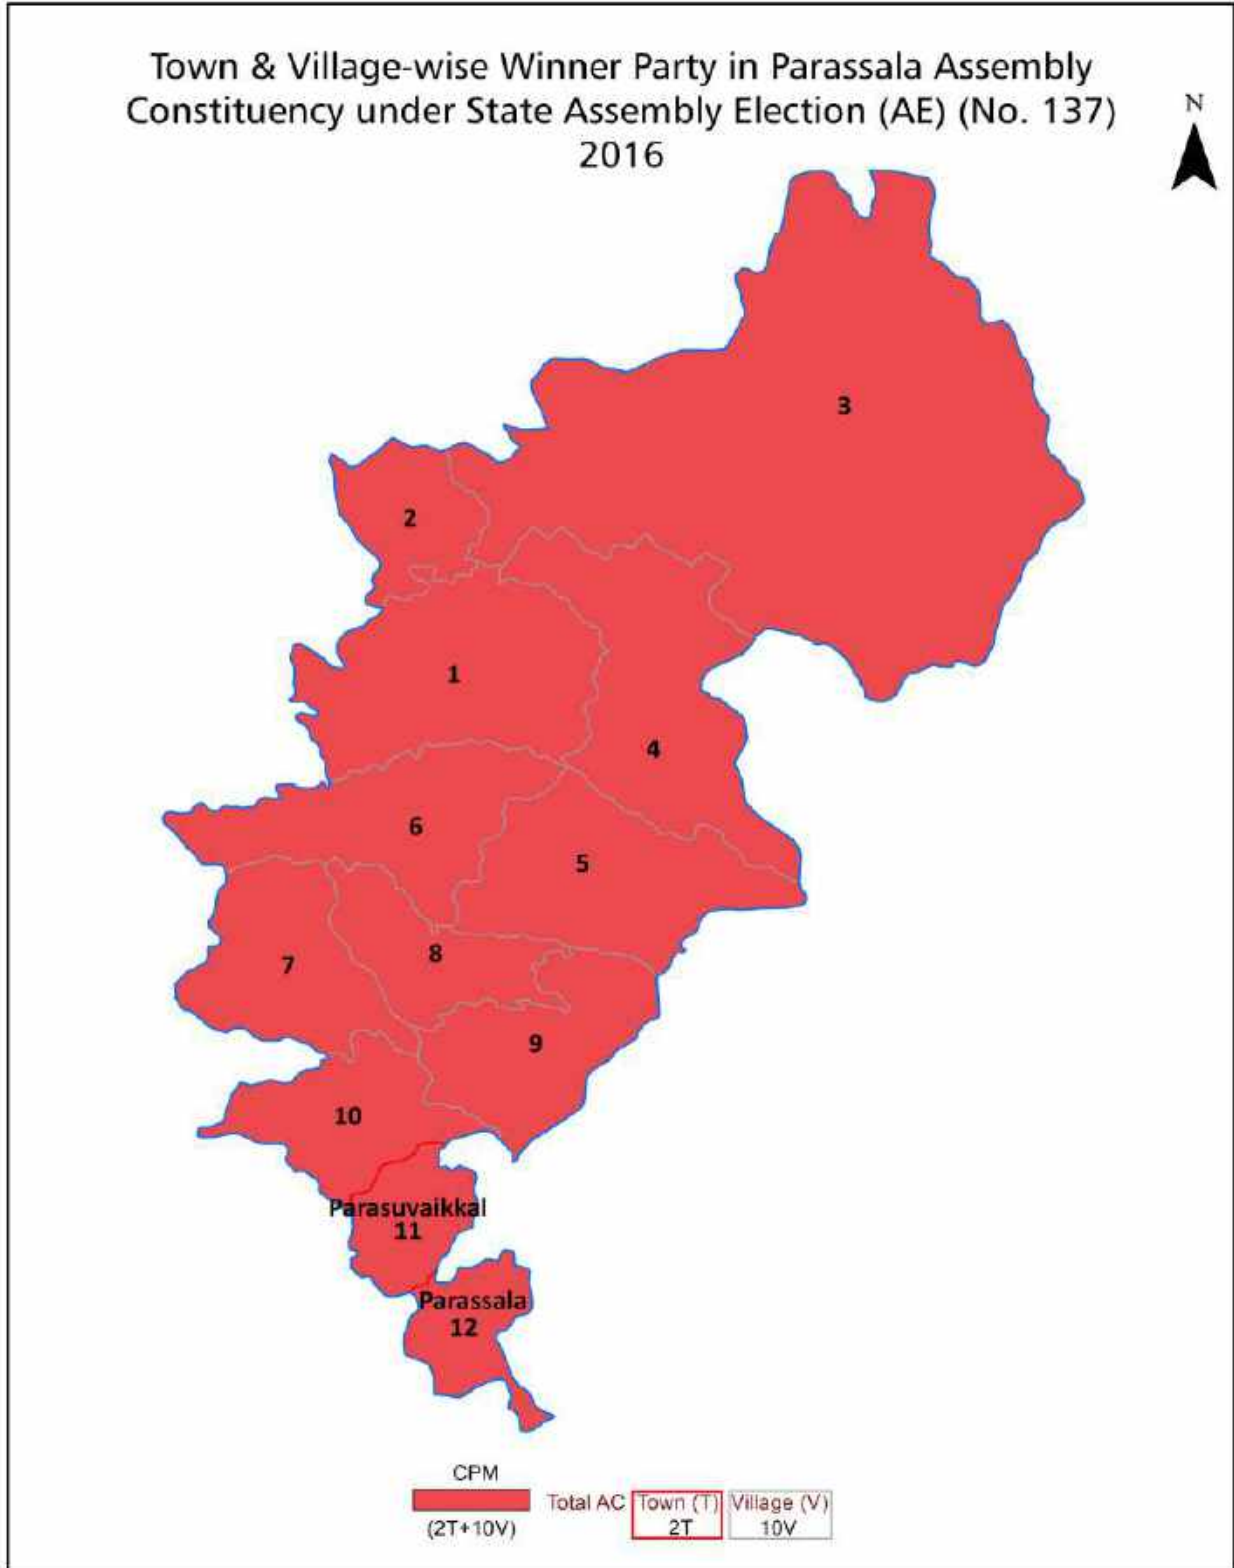 Town & Village-wise Winner Party in Parassala Assembly
Constituency under State Assembly Election (AE) (No. 137)
2016
N
3
2
1
4
6
5
8
7
9
10
Parasuvaikkal
11
Parassala
12
CPM
(2T+10V)
Total AC
Town (T)
2T
Village (V)
10V